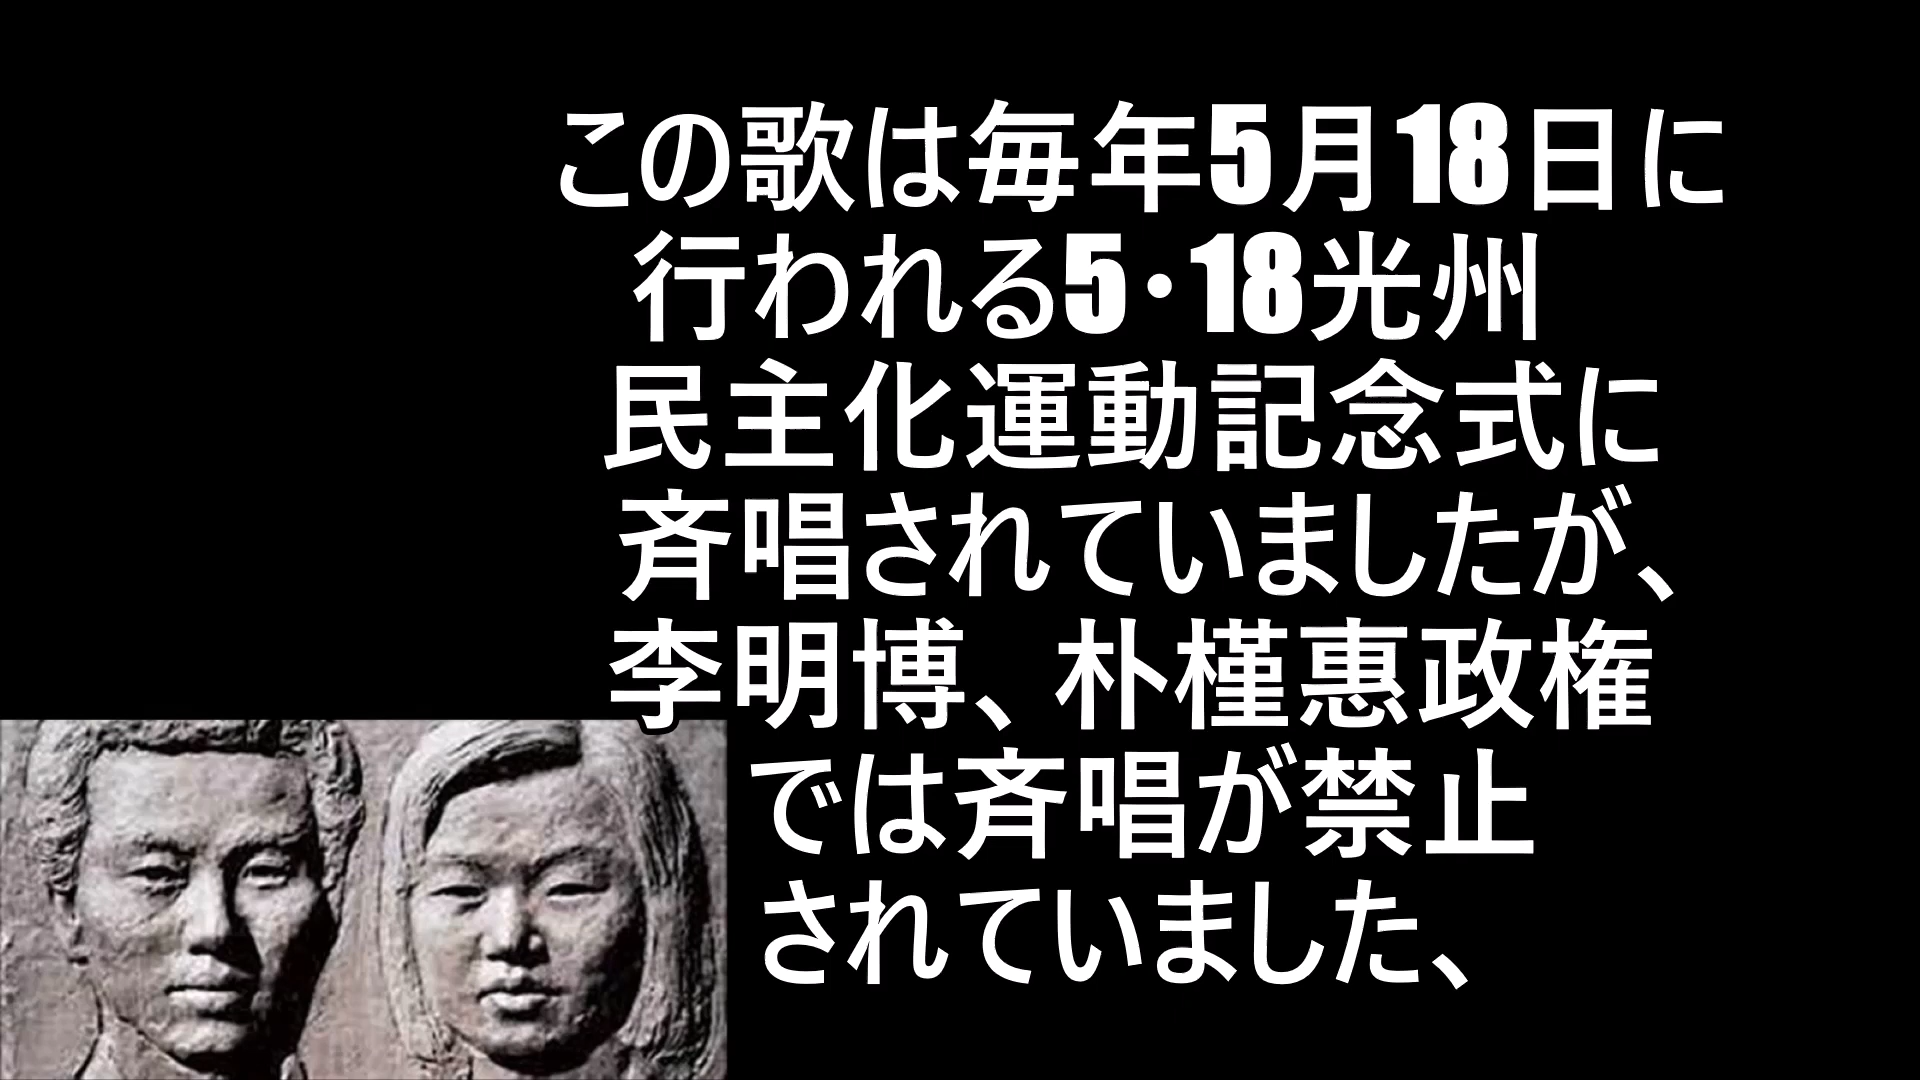 この歌は毎年5月18日に
行われる5・18光州
民主化運動記念式に
斉唱されていましたが、
李明博、朴槿惠政権
では斉唱が禁止
されていました、